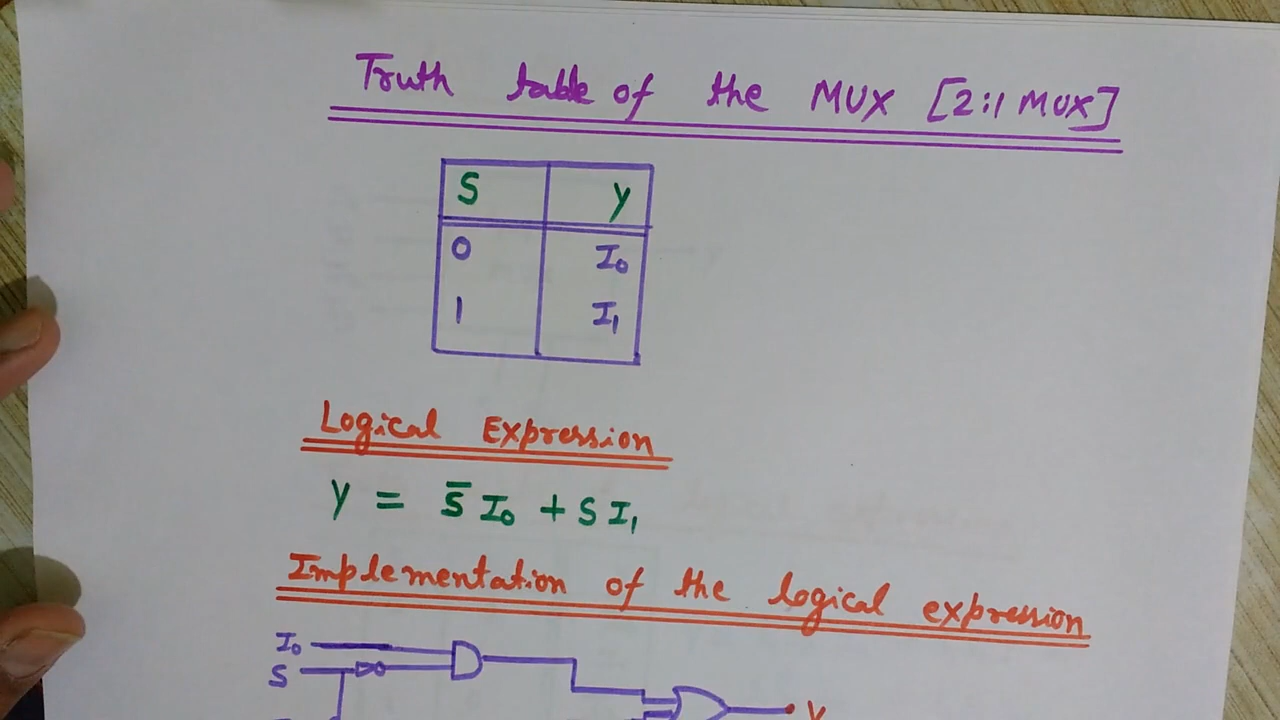 Truth table of the MUX [2:1 MUX]
S Y
0 I₀
1 I₁
Logical Expression
Y = S̅ I₀ + S I₁
Implementation of the logical expression
I₀
S
Y